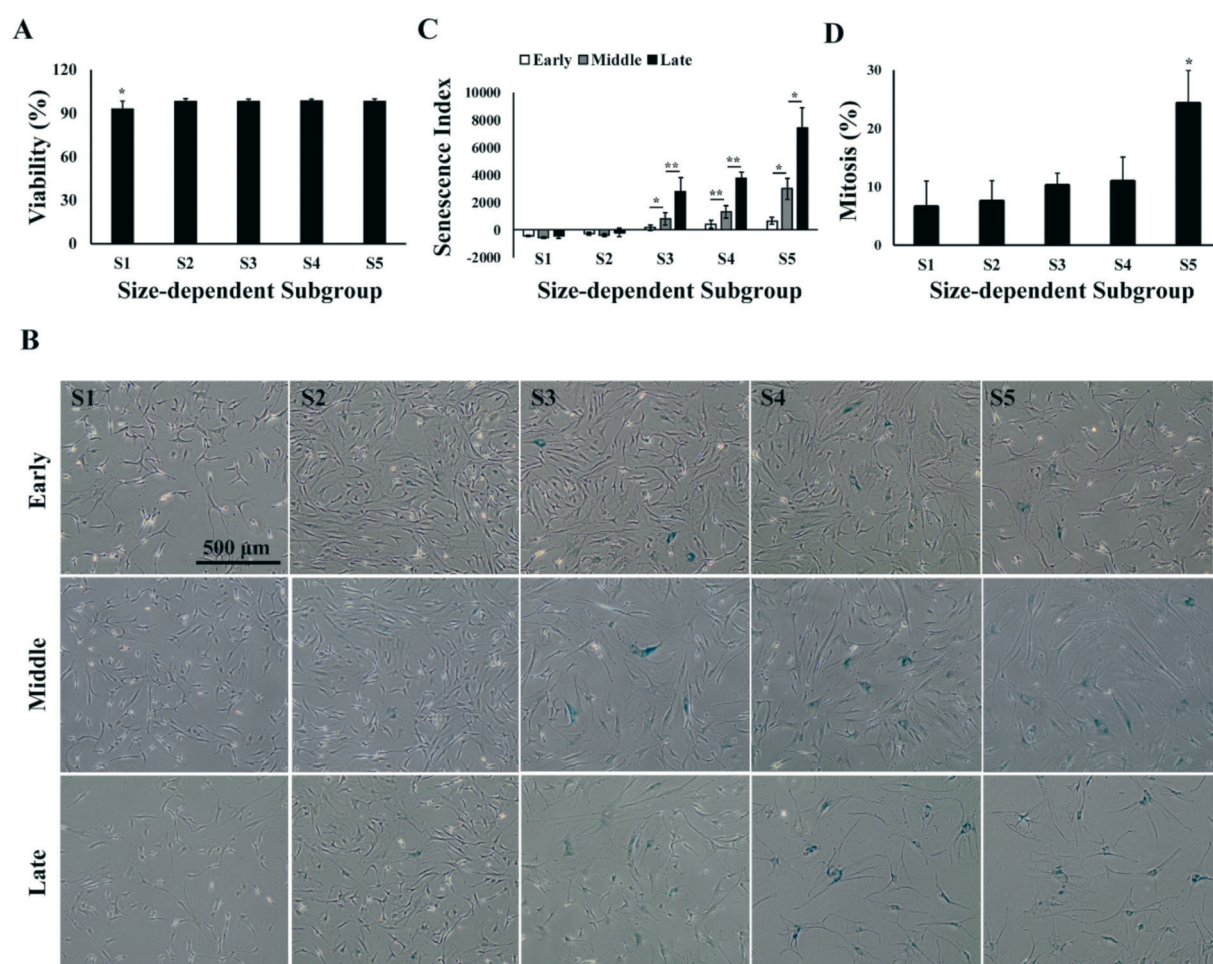 A
120
90
60
30
0
Viability (%)
*
S1 S2 S3 S4 S5
Size-dependent Subgroup
C
Early Middle Late
10000
8000
6000
4000
2000
0
-2000
Senescence Index
* **
** **
* *
S1 S2 S3 S4 S5
Size-dependent Subgroup
D
30
20
10
0
Mitosis (%)
*
S1 S2 S3 S4 S5
Size-dependent Subgroup
B
S1 S2 S3 S4 S5
Early
500 µm
Middle
Late